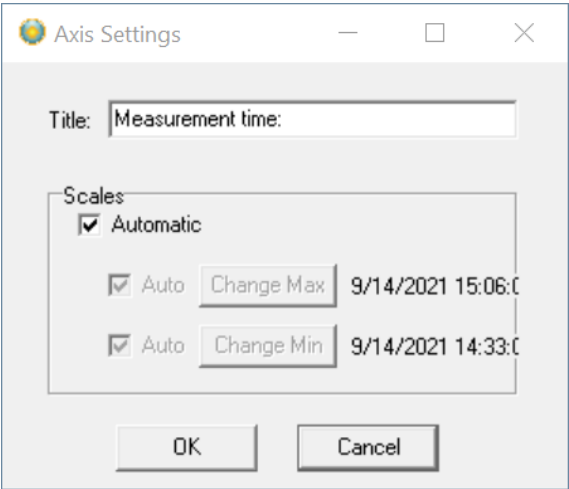 Axis Settings
Title: Measurement time:
Scales
Automatic
Auto Change Max 9/14/2021 15:06:0
Auto Change Min 9/14/2021 14:33:0
OK Cancel